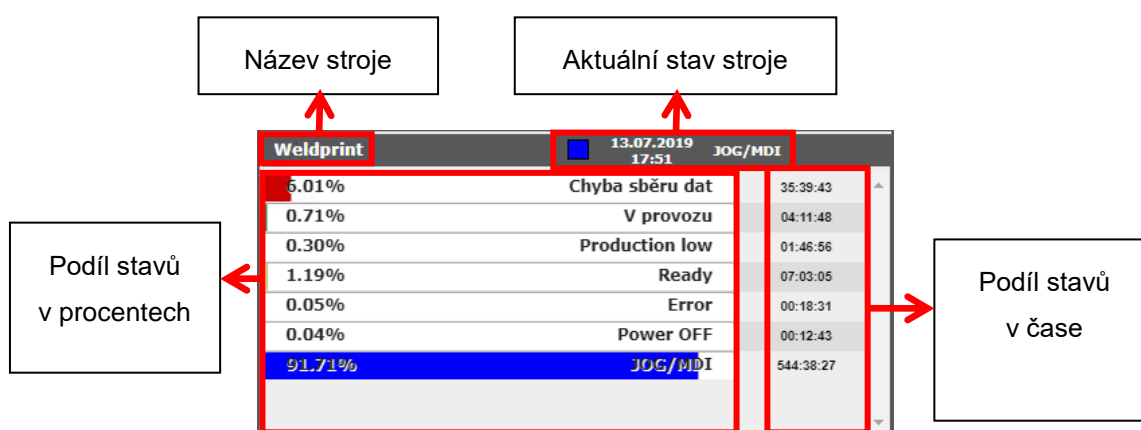 Název stroje
Aktuální stav stroje
Weldprint
13.07.2019
17:51
JOG/MDI
6.01% Chyba sběru dat 35:39:43
0.71% V provozu 04:11:48
0.30% Production low 01:46:56
1.19% Ready 07:03:05
0.05% Error 00:18:31
0.04% Power OFF 00:12:43
91.71% JOG/MDI 544:38:27
Podíl stavů
v procentech
Podíl stavů
v čase